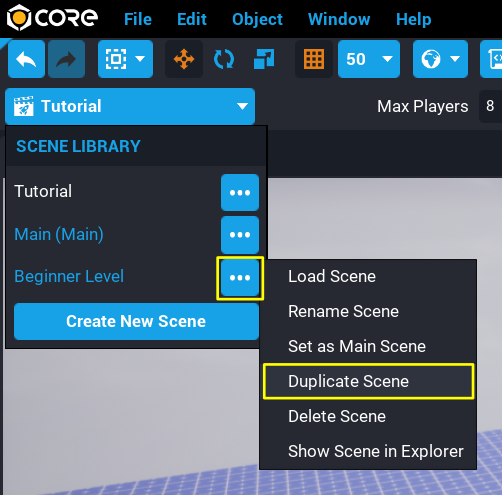 CORE File Edit Object Window Help
50
Tutorial Max Players 8
SCENE LIBRARY
Tutorial
Main (Main)
Beginner Level
Create New Scene
Load Scene
Rename Scene
Set as Main Scene
Duplicate Scene
Delete Scene
Show Scene in Explorer